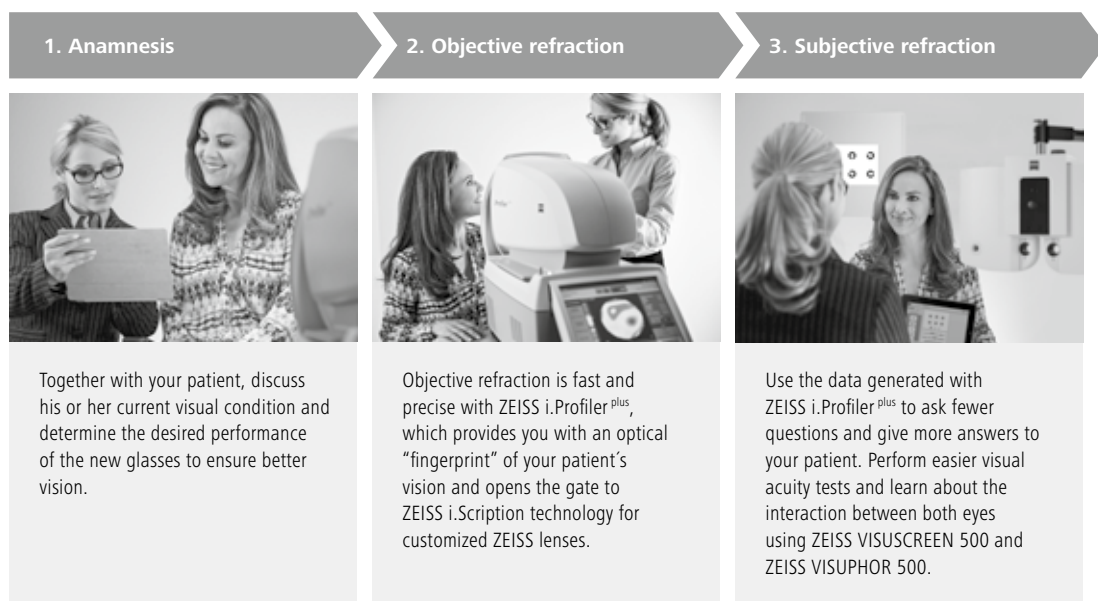 1. Anamnesis
2. Objective refraction
3. Subjective refraction
Together with your patient, discuss
his or her current visual condition and
determine the desired performance
of the new glasses to ensure better
vision.
Objective refraction is fast and
precise with ZEISS i.Profiler plus,
which provides you with an optical
“fingerprint” of your patient´s
vision and opens the gate to
ZEISS i.Scription technology for
customized ZEISS lenses.
Use the data generated with
ZEISS i.Profiler plus to ask fewer
questions and give more answers to
your patient. Perform easier visual
acuity tests and learn about the
interaction between both eyes
using ZEISS VISUSCREEN 500 and
ZEISS VISUPHOR 500.